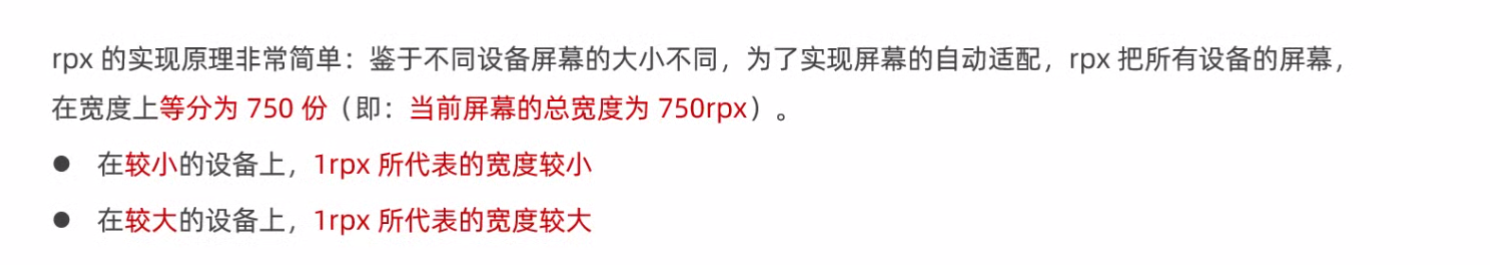 rpx 的实现原理非常简单：鉴于不同设备屏幕的大小不同，为了实现屏幕的自动适配，rpx 把所有设备的屏幕，
在宽度上等分为 750 份（即：当前屏幕的总宽度为 750rpx）。
● 在较小的设备上，1rpx 所代表的宽度较小
● 在较大的设备上，1rpx 所代表的宽度较大